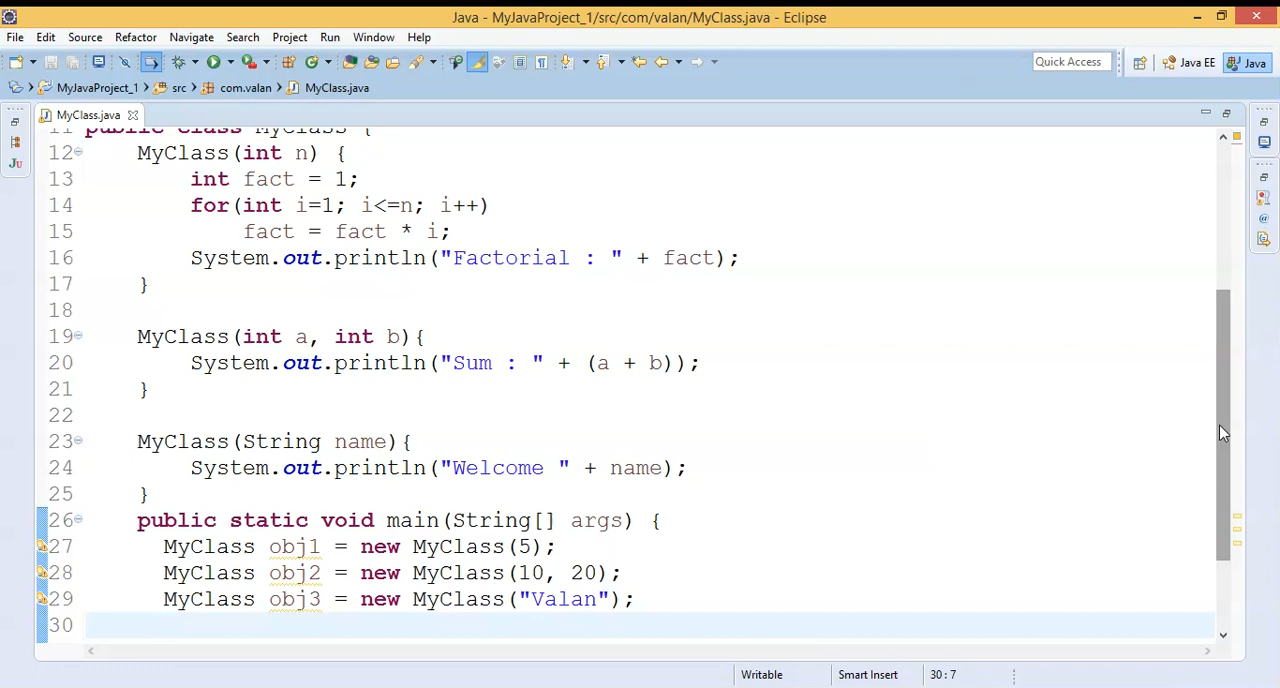 Java - MyJavaProject_1/src/com/valan/MyClass.java - Eclipse
File Edit Source Refactor Navigate Search Project Run Window Help
Quick Access Java EE Java
MyJavaProject_1 src com.valan MyClass.java
MyClass.java
11 public class MyClass {
12 MyClass(int n) {
13 int fact = 1;
14 for(int i=1; i<=n; i++)
15 fact = fact * i;
16 System.out.println("Factorial : " + fact);
17 }
18
19 MyClass(int a, int b){
20 System.out.println("Sum : " + (a + b));
21 }
22
23 MyClass(String name){
24 System.out.println("Welcome " + name);
25 }
26 public static void main(String[] args) {
27 MyClass obj1 = new MyClass(5);
28 MyClass obj2 = new MyClass(10, 20);
29 MyClass obj3 = new MyClass("Valan");
30
Writable Smart Insert 30 : 7